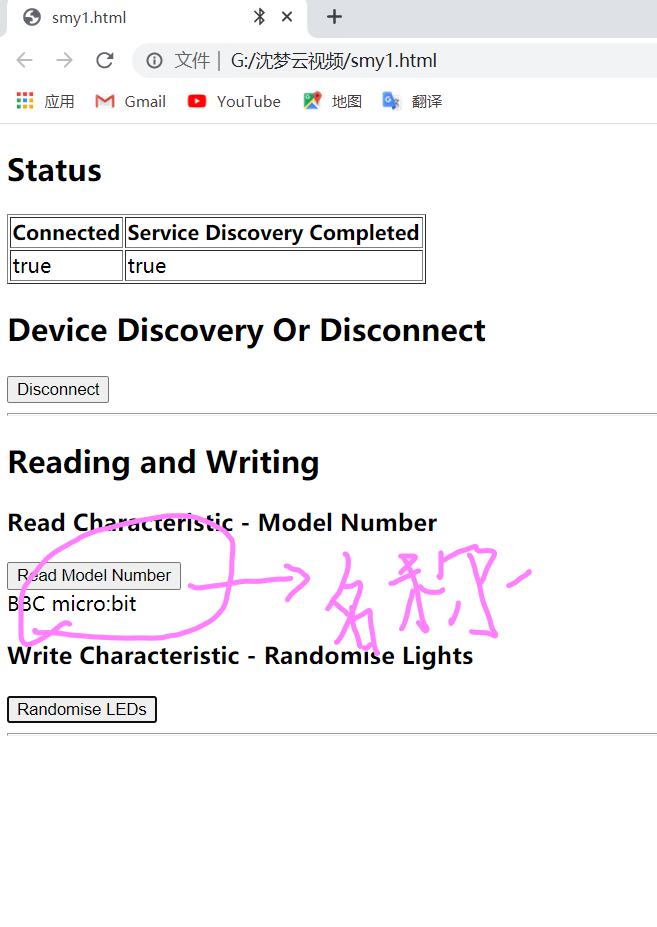 smy1.html
文件 | G:/沈梦云视频/smy1.html
应用 Gmail YouTube 地图 翻译
Status
Connected Service Discovery Completed
true true
Device Discovery Or Disconnect
Disconnect
Reading and Writing
Read Characteristic - Model Number
Read Model Number
BBC micro:bit
名称
Write Characteristic - Randomise Lights
Randomise LEDs